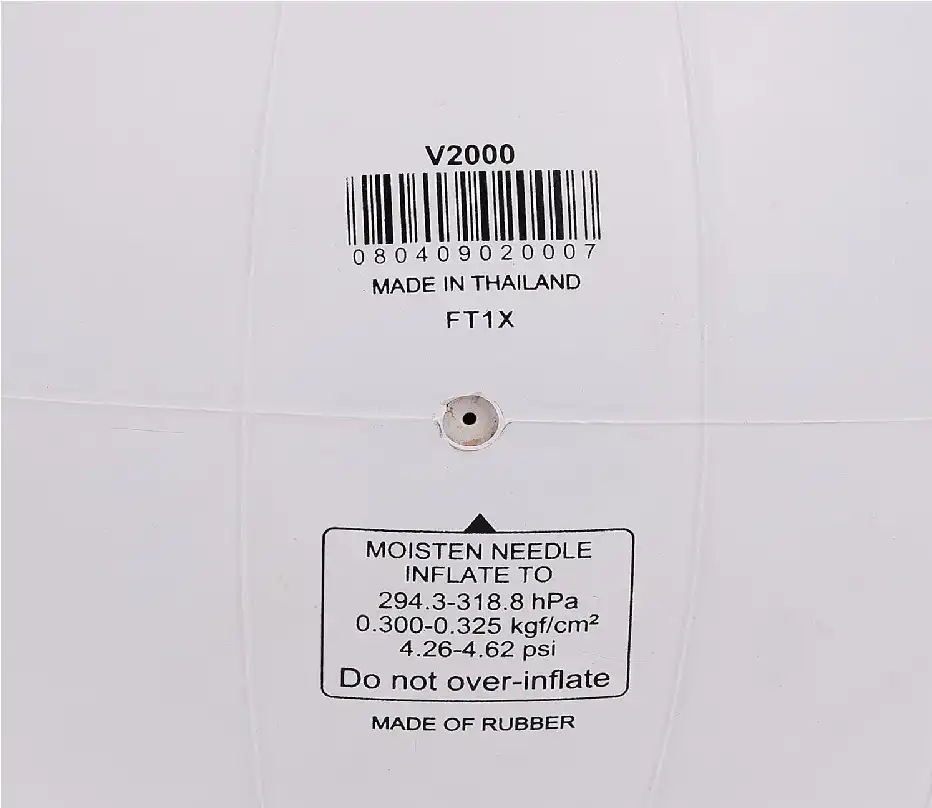 V2000
080409020007
MADE IN THAILAND
FT1X
MOISTEN NEEDLE
INFLATE TO
294.3-318.8 hPa
0.300-0.325 kgf/cm²
4.26-4.62 psi
Do not over-inflate
MADE OF RUBBER